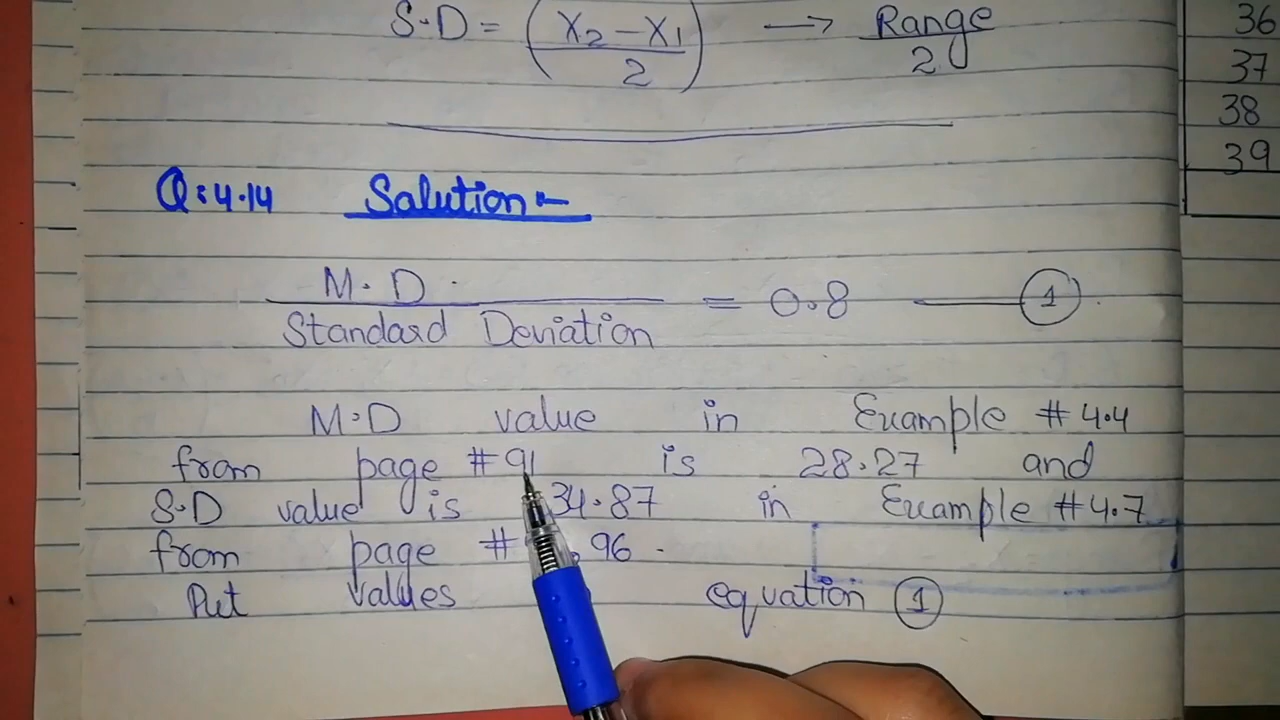 S.D = (X2 - X1 / 2) → Range / 2
36
37
38
39
Q:4.14 Salution:-
M.D.
Standard Deviation
= 0.8 —— 1
M.D value in Example #4.4
from page #91 is 28.27 and
S.D value is 34.87 in Example #4.7
from page # 96.
Put values equation 1